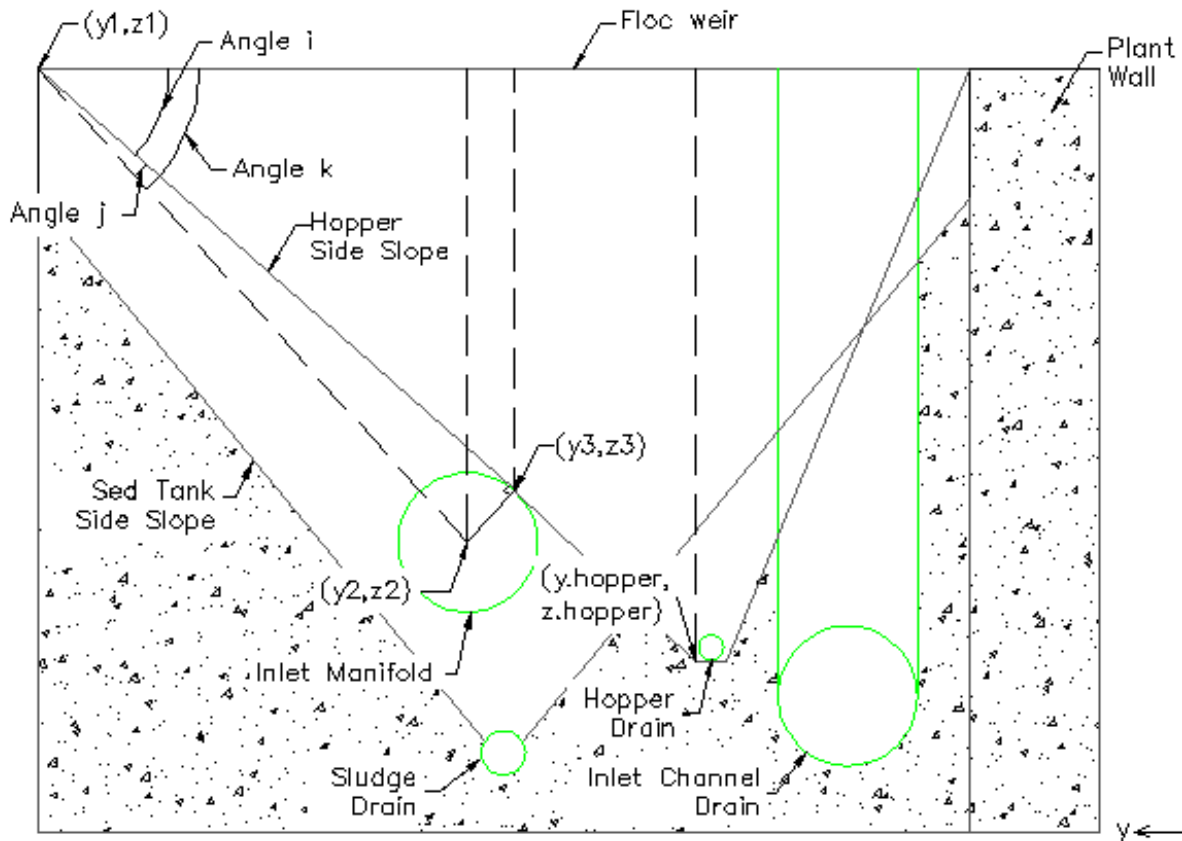 (y1,z1)
Angle i
Floc weir
Plant
Wall
Angle k
Angle j
Hopper
Side Slope
(y3,z3)
Sed Tank
Side Slope
(y2,z2)
(y.hopper,
z.hopper)
Inlet Manifold
Hopper
Drain
Sludge
Drain
Inlet Channel
Drain
y